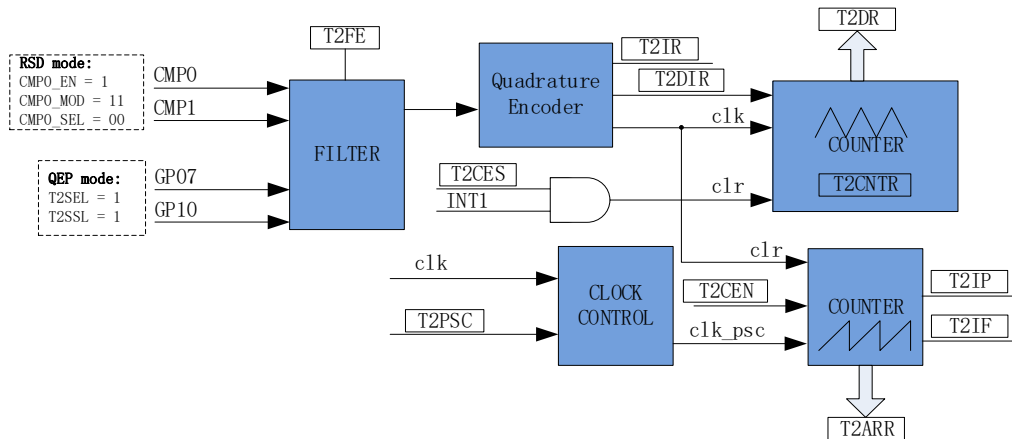 T2FE
T2DR
RSD mode:
CMP0_EN = 1
CMP0_MOD = 11
CMP0_SEL = 00
CMP0
CMP1
QEP mode:
T2SEL = 1
T2SSL = 1
GP07
GP10
FILTER
Quadrature
Encoder
T2IR
T2DIR
clk
COUNTER
T2CNTR
T2CES
INT1
clr
clk
T2PSC
CLOCK
CONTROL
clr
T2CEN
clk_psc
COUNTER
T2IP
T2IF
T2ARR